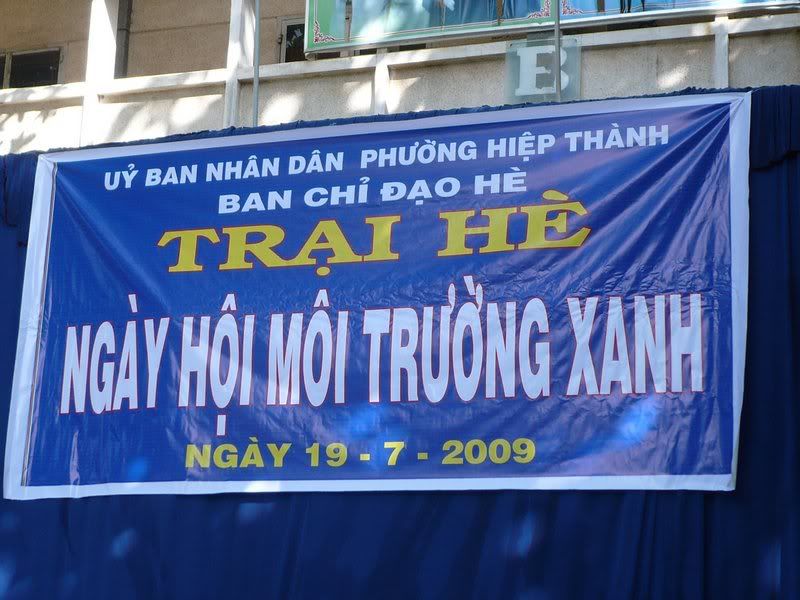 B
UỶ BAN NHÂN DÂN PHƯỜNG HIỆP THÀNH
BAN CHỈ ĐẠO HÈ
TRẠI HÈ
NGÀY HỘI MÔI TRƯỜNG XANH
NGÀY 19 - 7 - 2009